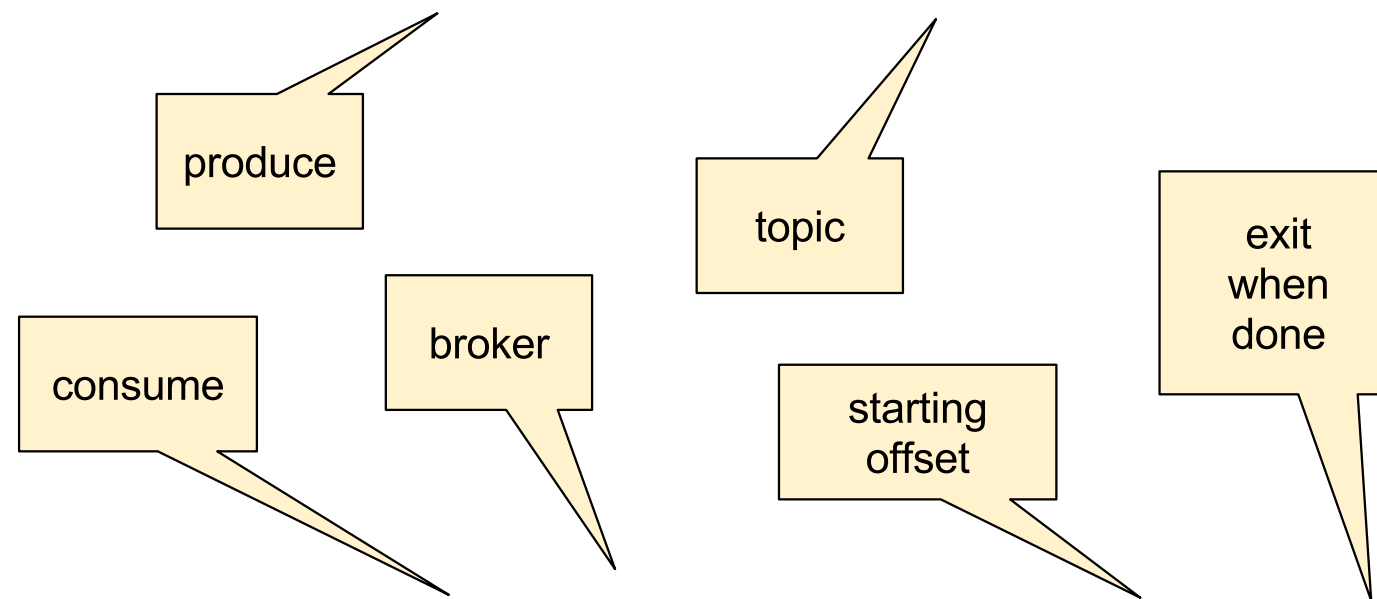 produce
topic
exit
when
done
broker
consume
starting
offset